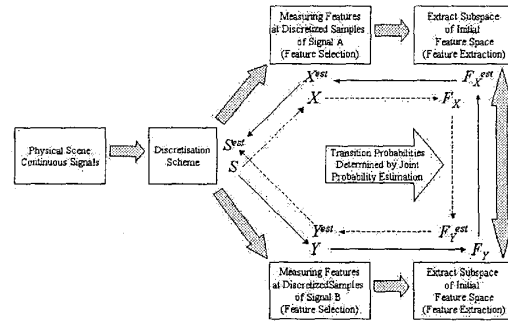 Measuring Features
at Discretized Samples
of Signal A
(Feature Selection)
Extract Subspace
of Initial
Feature Space
(Feature Extraction)
X^est
F_X^est
X
F_X
Physical Scene:
Continuous Signals
Discretisation
Scheme
S^est
S
Transition Probabilities
Determined by Joint
Probability Estimation
Y^est
F_Y^est
Y
F_Y
Measuring Features
at Discretized Samples
of Signal B
(Feature Selection)
Extract Subspace
of Initial
Feature Space
(Feature Extraction)